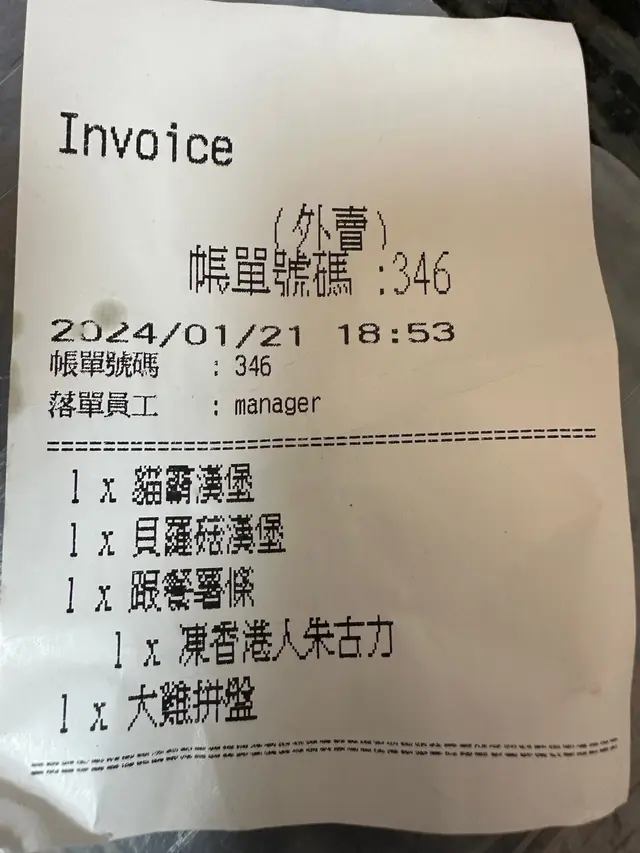 Invoice
(外賣)
帳單號碼 :346
2024/01/21 18:53
帳單號碼 : 346
落單員工 : manager
1 x 貓霸漢堡
1 x 貝羅菇漢堡
1 x 跟餐薯條
1 x 凍香港人朱古力
1 x 大雞拼盤